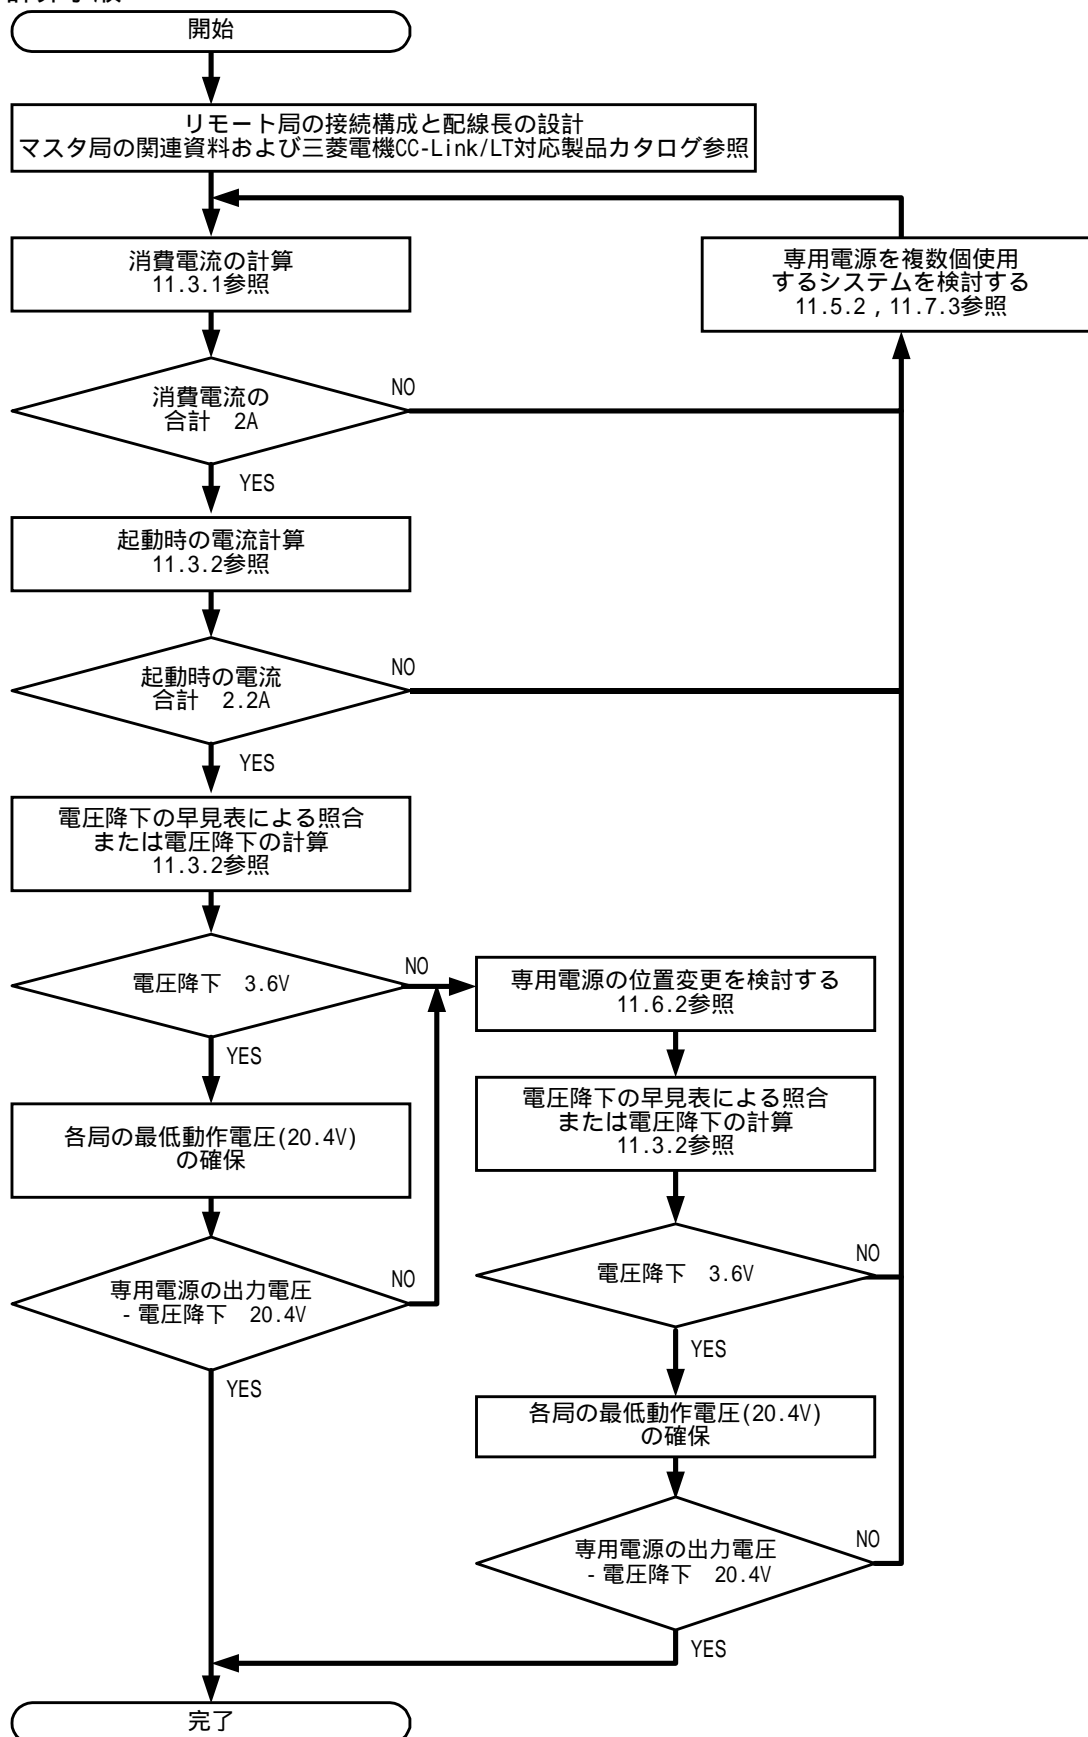 開始
リモート局の接続構成と配線長の設計
マスタ局の関連資料および三菱電機CC-Link/LT対応製品カタログ参照
消費電流の計算
11.3.1参照
専用電源を複数個使用
するシステムを検討する
11.5.2 , 11.7.3参照
消費電流の
合計 2A
NO
YES
起動時の電流計算
11.3.2参照
起動時の電流
合計 2.2A
NO
YES
電圧降下の早見表による照合
または電圧降下の計算
11.3.2参照
電圧降下 3.6V
NO
YES
専用電源の位置変更を検討する
11.6.2参照
各局の最低動作電圧(20.4V)
の確保
電圧降下の早見表による照合
または電圧降下の計算
11.3.2参照
専用電源の出力電圧
- 電圧降下 20.4V
NO
YES
電圧降下 3.6V
NO
YES
各局の最低動作電圧(20.4V)
の確保
専用電源の出力電圧
- 電圧降下 20.4V
NO
YES
完了